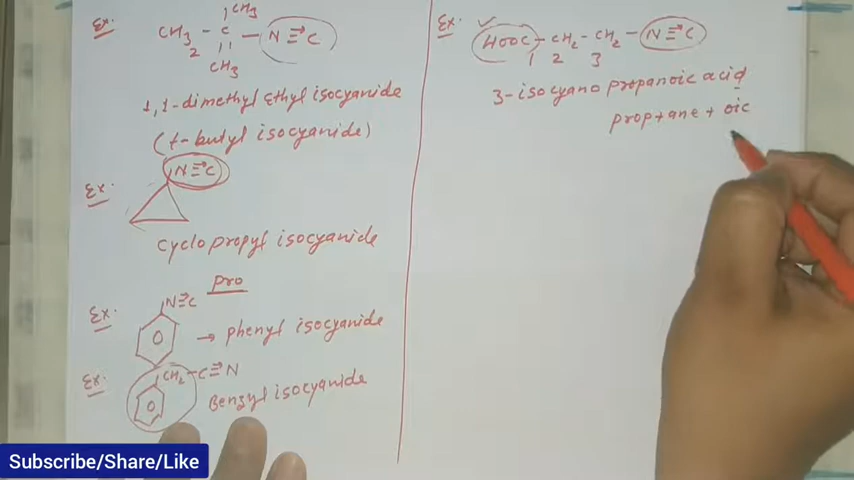 Ex.
CH3
CH3 - C - N≡C
2 11
CH3
1,1-dimethyl ethyl isocyanide
(t-butyl isocyanide)
Ex.
N≡C
cyclopropyl isocyanide
pro
Ex.
N≡C
→ phenyl isocyanide
Ex.
CH2-C≡N
Benzyl isocyanide
Ex. ✓
HOOC - CH2 - CH2 - N≡C
1 2 3
3-isocyano propanoic acid
prop+ane + oic
Subscribe/Share/Like